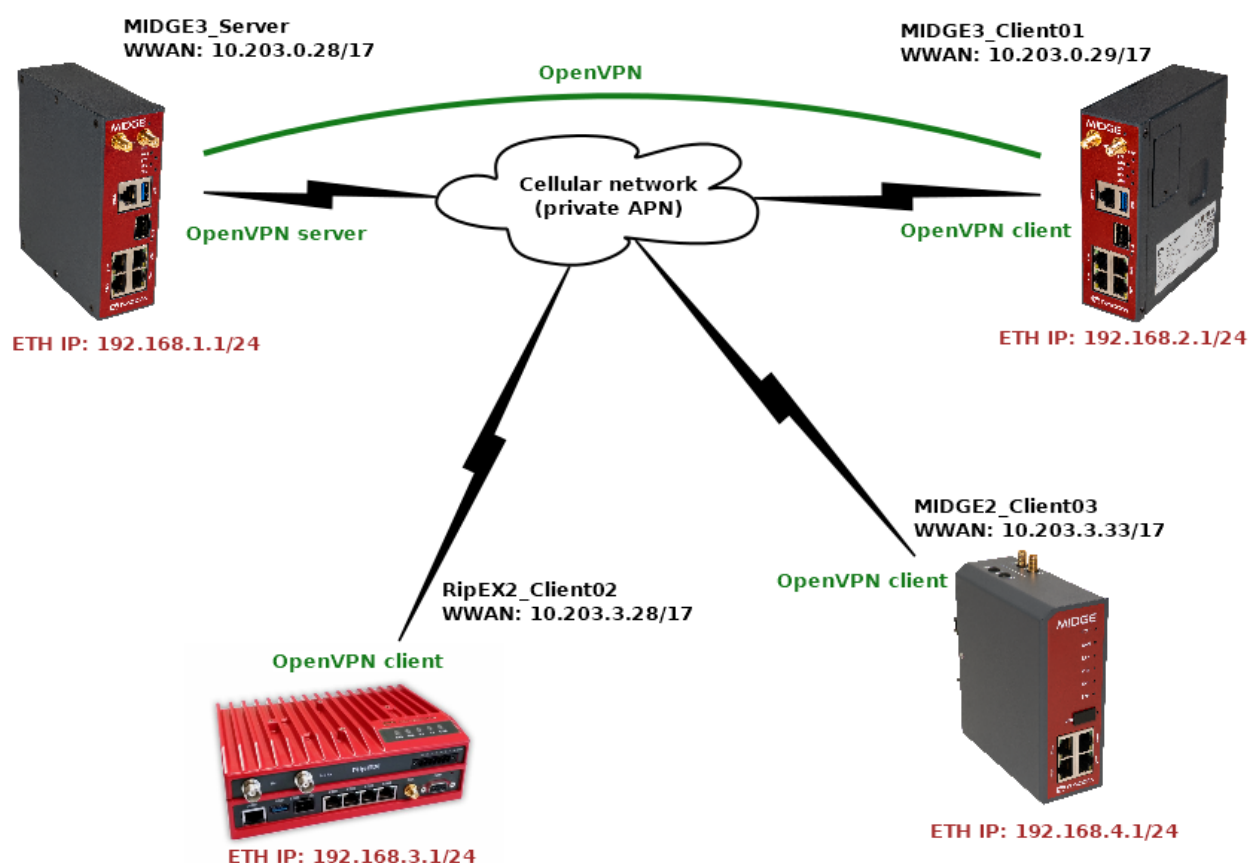 MIDGE3_Server
WWAN: 10.203.0.28/17
MIDGE3_Client01
WWAN: 10.203.0.29/17
OpenVPN
MIDGE
MIDGE
Cellular network
(private APN)
OpenVPN server
OpenVPN client
ETH IP: 192.168.1.1/24
ETH IP: 192.168.2.1/24
MIDGE2_Client03
WWAN: 10.203.3.33/17
OpenVPN client
RipEX2_Client02
WWAN: 10.203.3.28/17
MIDGE
OpenVPN client
ETH IP: 192.168.4.1/24
ETH IP: 192.168.3.1/24